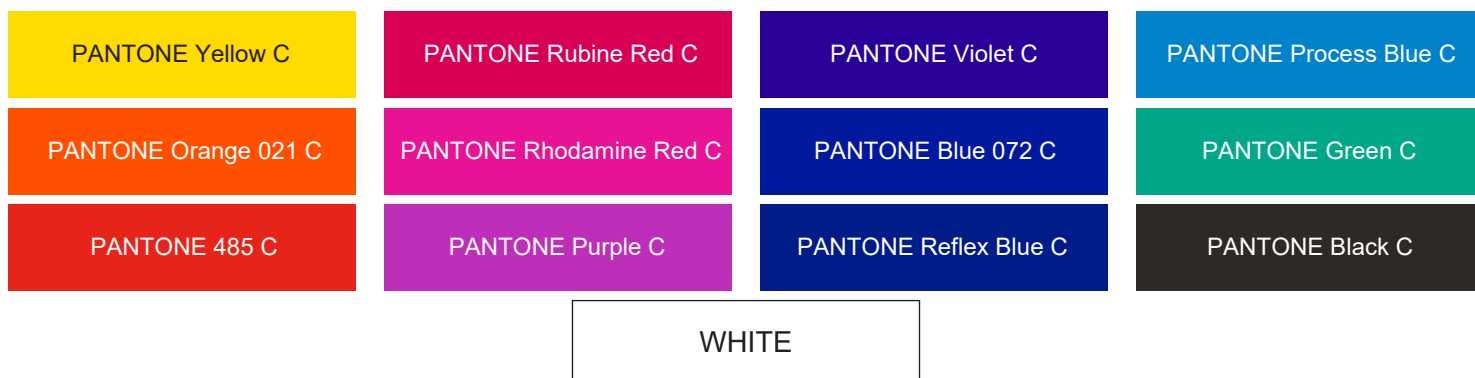 PANTONE Yellow C
PANTONE Rubine Red C
PANTONE Violet C
PANTONE Process Blue C
PANTONE Orange 021 C
PANTONE Rhodamine Red C
PANTONE Blue 072 C
PANTONE Green C
PANTONE 485 C
PANTONE Purple C
PANTONE Reflex Blue C
PANTONE Black C
WHITE